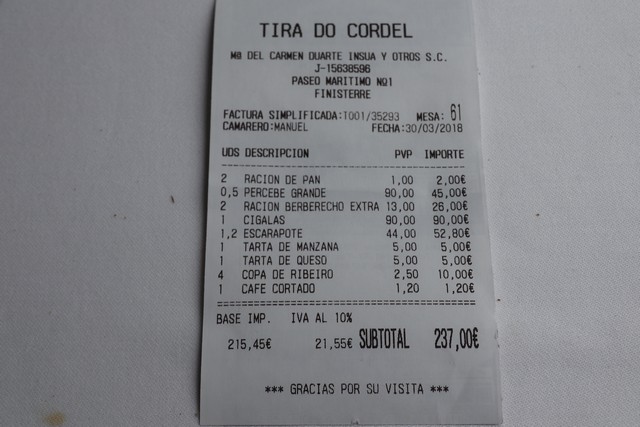 TIRA DO CORDEL
Mª DEL CARMEN DUARTE INSUA Y OTROS S.C.
J-15638596
PASEO MARITIMO Nº1
FINISTERRE
FACTURA SIMPLIFICADA:T001/35293 MESA: 61
CAMARERO:MANUEL FECHA:30/03/2018
UDS DESCRIPCION PVP IMPORTE
2 RACION DE PAN 1,00 2,00€
0,5 PERCEBE GRANDE 90,00 45,00€
2 RACION BERBERECHO EXTRA 13,00 26,00€
1 CIGALAS 90,00 90,00€
1,2 ESCARAPOTE 44,00 52,80€
1 TARTA DE MANZANA 5,00 5,00€
1 TARTA DE QUESO 5,00 5,00€
4 COPA DE RIBEIRO 2,50 10,00€
1 CAFE CORTADO 1,20 1,20€
BASE IMP. IVA AL 10%
215,45€ 21,55€ SUBTOTAL 237,00€
*** GRACIAS POR SU VISITA ***